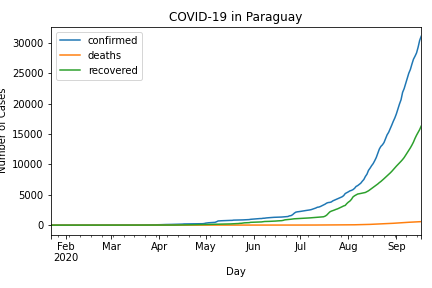 COVID-19 in Paraguay
confirmed
deaths
recovered
Number of Cases
30000
25000
20000
15000
10000
5000
0
Feb Mar Apr May Jun Jul Aug Sep
2020
Day